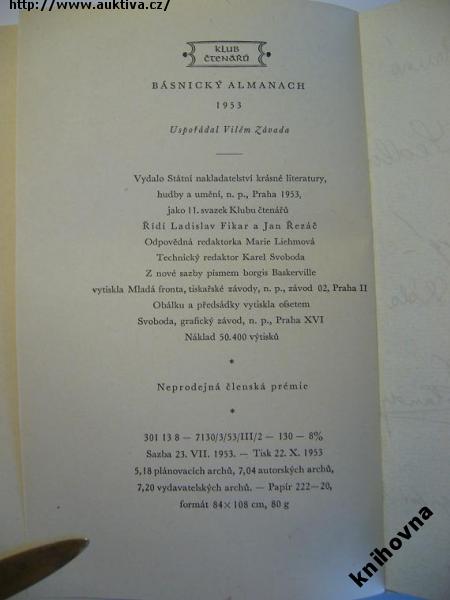 http://www.auktiva.cz/
KLUB
ČTENÁŘŮ
BÁSNICKÝ ALMANACH
1953
Uspořádal Vilém Závada
Vydalo Státní nakladatelství krásné literatury,
hudby a umění, n. p., Praha 1953,
jako 11. svazek Klubu čtenářů
Řídí Ladislav Fikar a Jan Řezáč
Odpovědná redaktorka Marie Liehmová
Technický redaktor Karel Svoboda
Z nové sazby písmem borgis Baskerville
vytiskla Mladá fronta, tiskařské závody, n. p., závod 02, Praha II
Obálku a předsádky vytiskla ofsetem
Svoboda, grafický závod, n. p., Praha XVI
Náklad 50.400 výtisků
*
Neprodejná členská prémie
*
301 13 8 — 7130/3/53/III/2 — 130 — 8%
Sazba 23. VII. 1953. — Tisk 22. X. 1953
5,18 plánovacích archů, 7,04 autorských archů,
7,20 vydavatelských archů. — Papír 222—20,
formát 84×108 cm, 80 g
knihovna